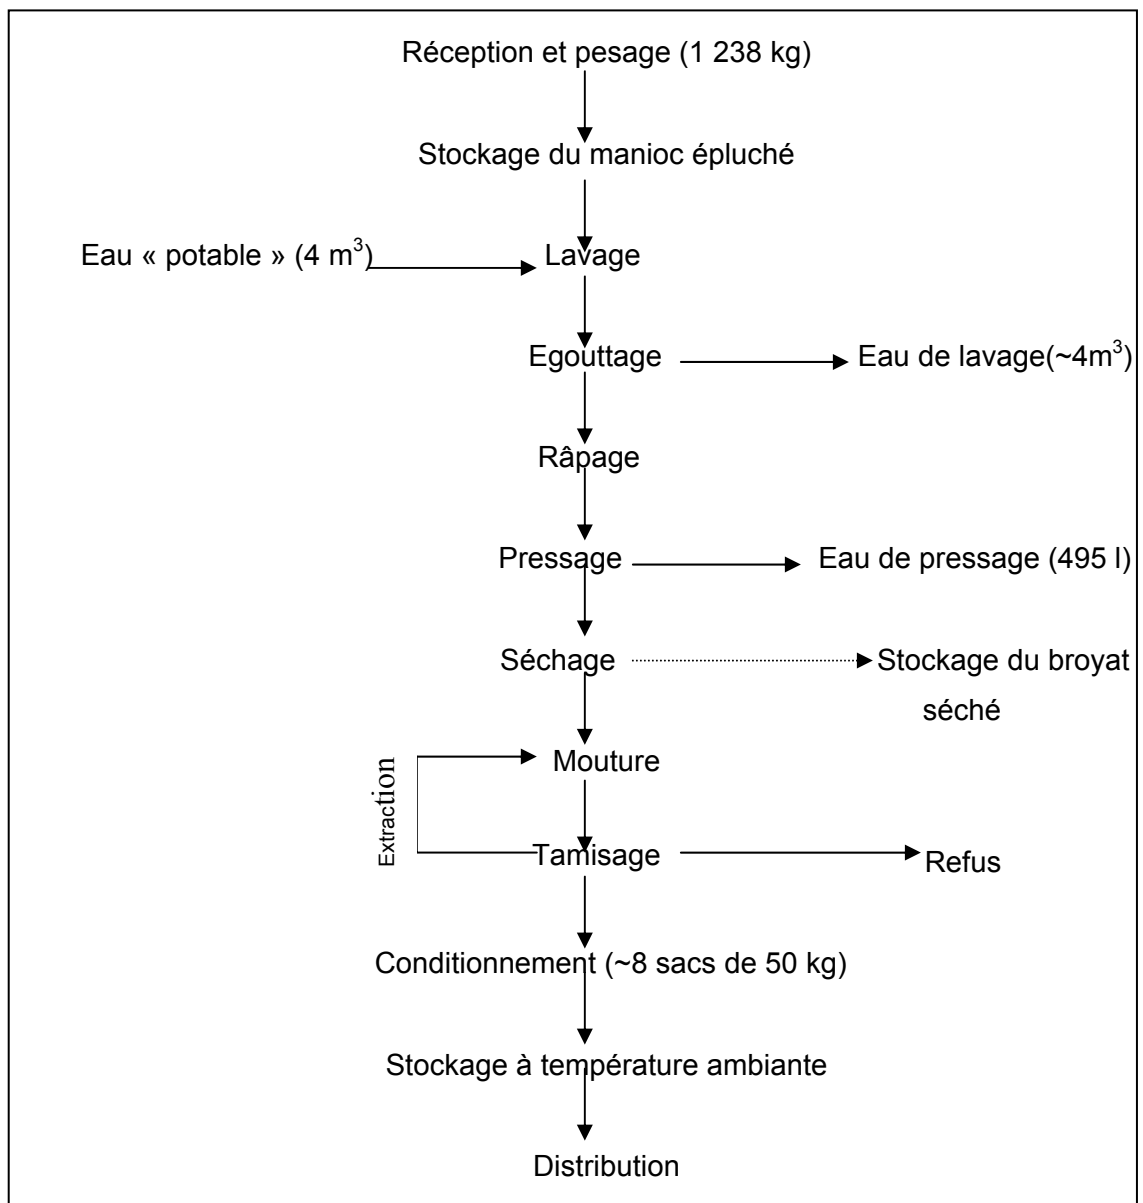 Réception et pesage (1 238 kg)
Stockage du manioc épluché
Eau « potable » (4 m³)
Lavage
Egouttage
Eau de lavage(~4m³)
Râpage
Pressage
Eau de pressage (495 l)
Séchage
Stockage du broyat
séché
Mouture
Extraction
Tamisage
Refus
Conditionnement (~8 sacs de 50 kg)
Stockage à température ambiante
Distribution